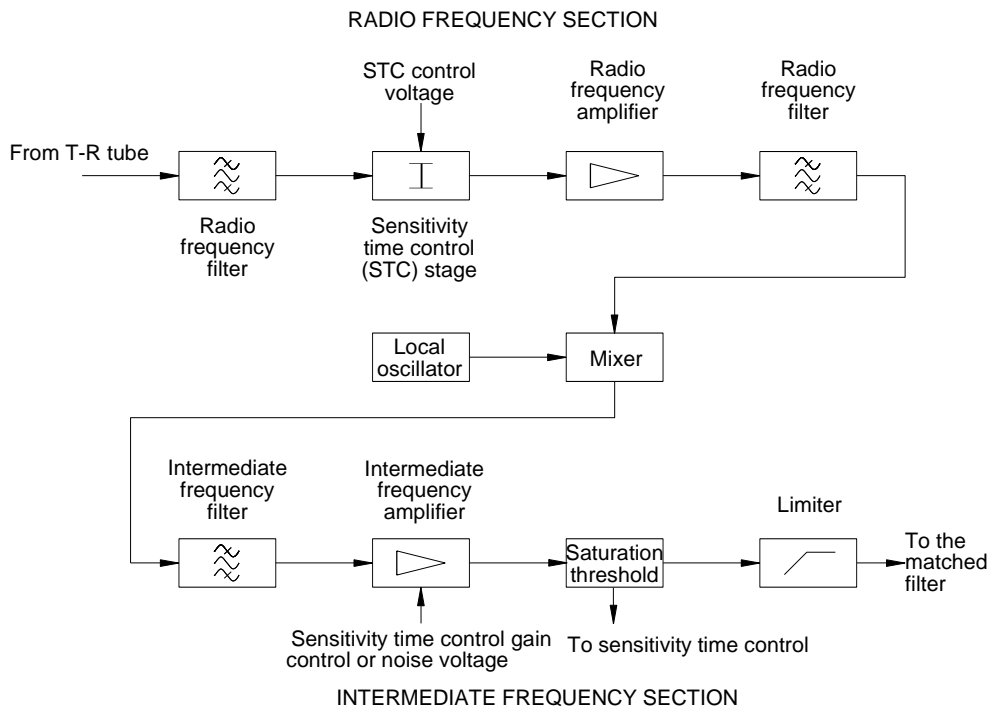 RADIO FREQUENCY SECTION
STC control
voltage
Radio
frequency
amplifier
Radio
frequency
filter
From T-R tube
Radio
frequency
filter
Sensitivity
time control
(STC) stage
Local
oscillator
Mixer
Intermediate
frequency
filter
Intermediate
frequency
amplifier
Limiter
Saturation
threshold
To the
matched
filter
Sensitivity time control gain
control or noise voltage
To sensitivity time control
INTERMEDIATE FREQUENCY SECTION